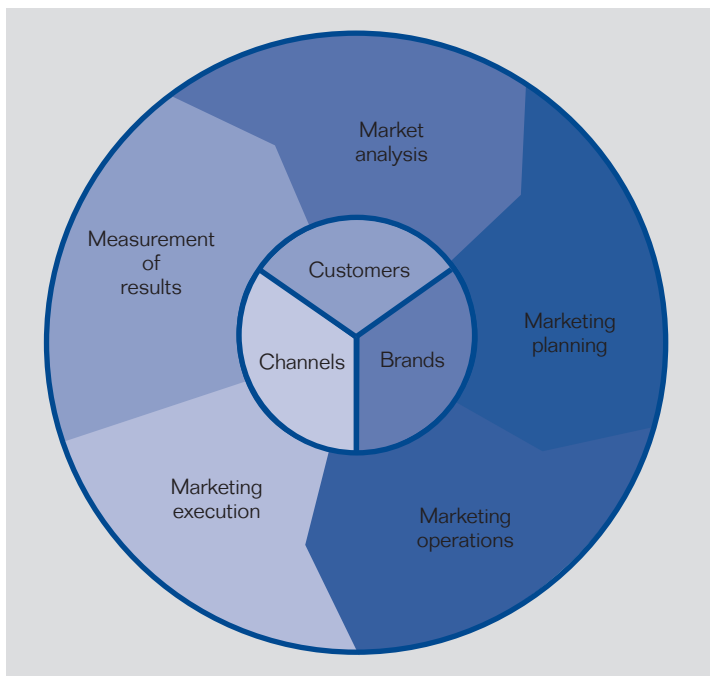 Market
analysis
Measurement
of
results
Customers
Marketing
planning
Channels
Brands
Marketing
execution
Marketing
operations